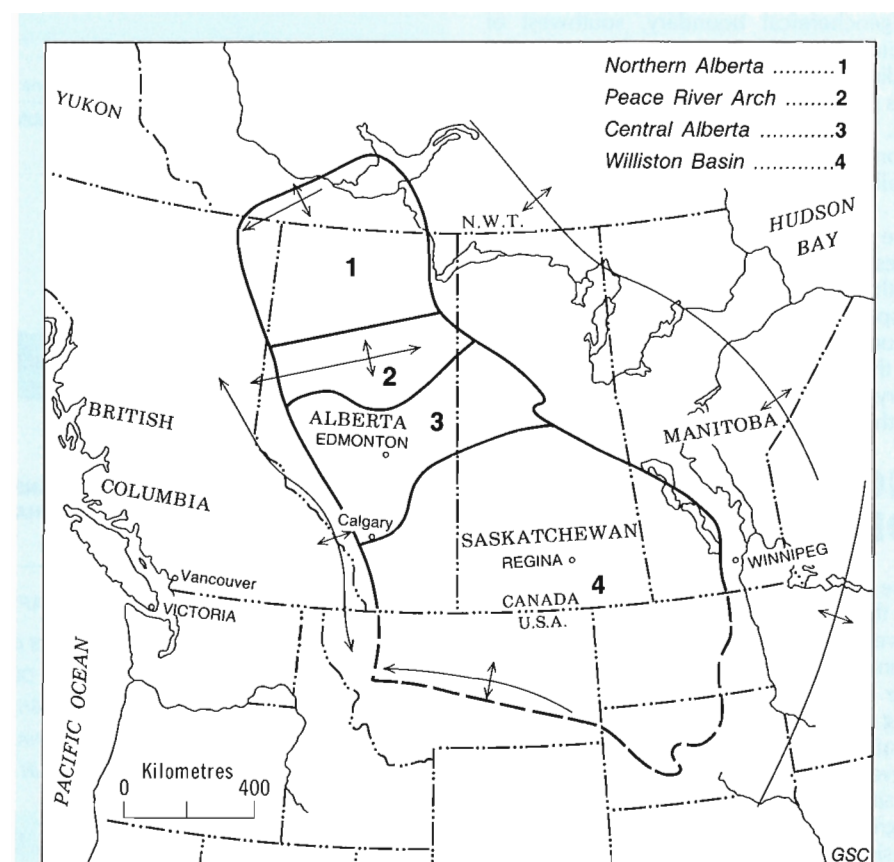 Northern Alberta ..........1
Peace River Arch ........2
Central Alberta ............3
Williston Basin ............4
YUKON
N.W.T.
HUDSON
BAY
1
2
3
ALBERTA
EDMONTON
BRITISH
COLUMBIA
MANITOBA
Calgary
SASKATCHEWAN
REGINA
WINNIPEG
4
Vancouver
VICTORIA
CANADA
U.S.A.
PACIFIC OCEAN
Kilometres
0 400
GSC